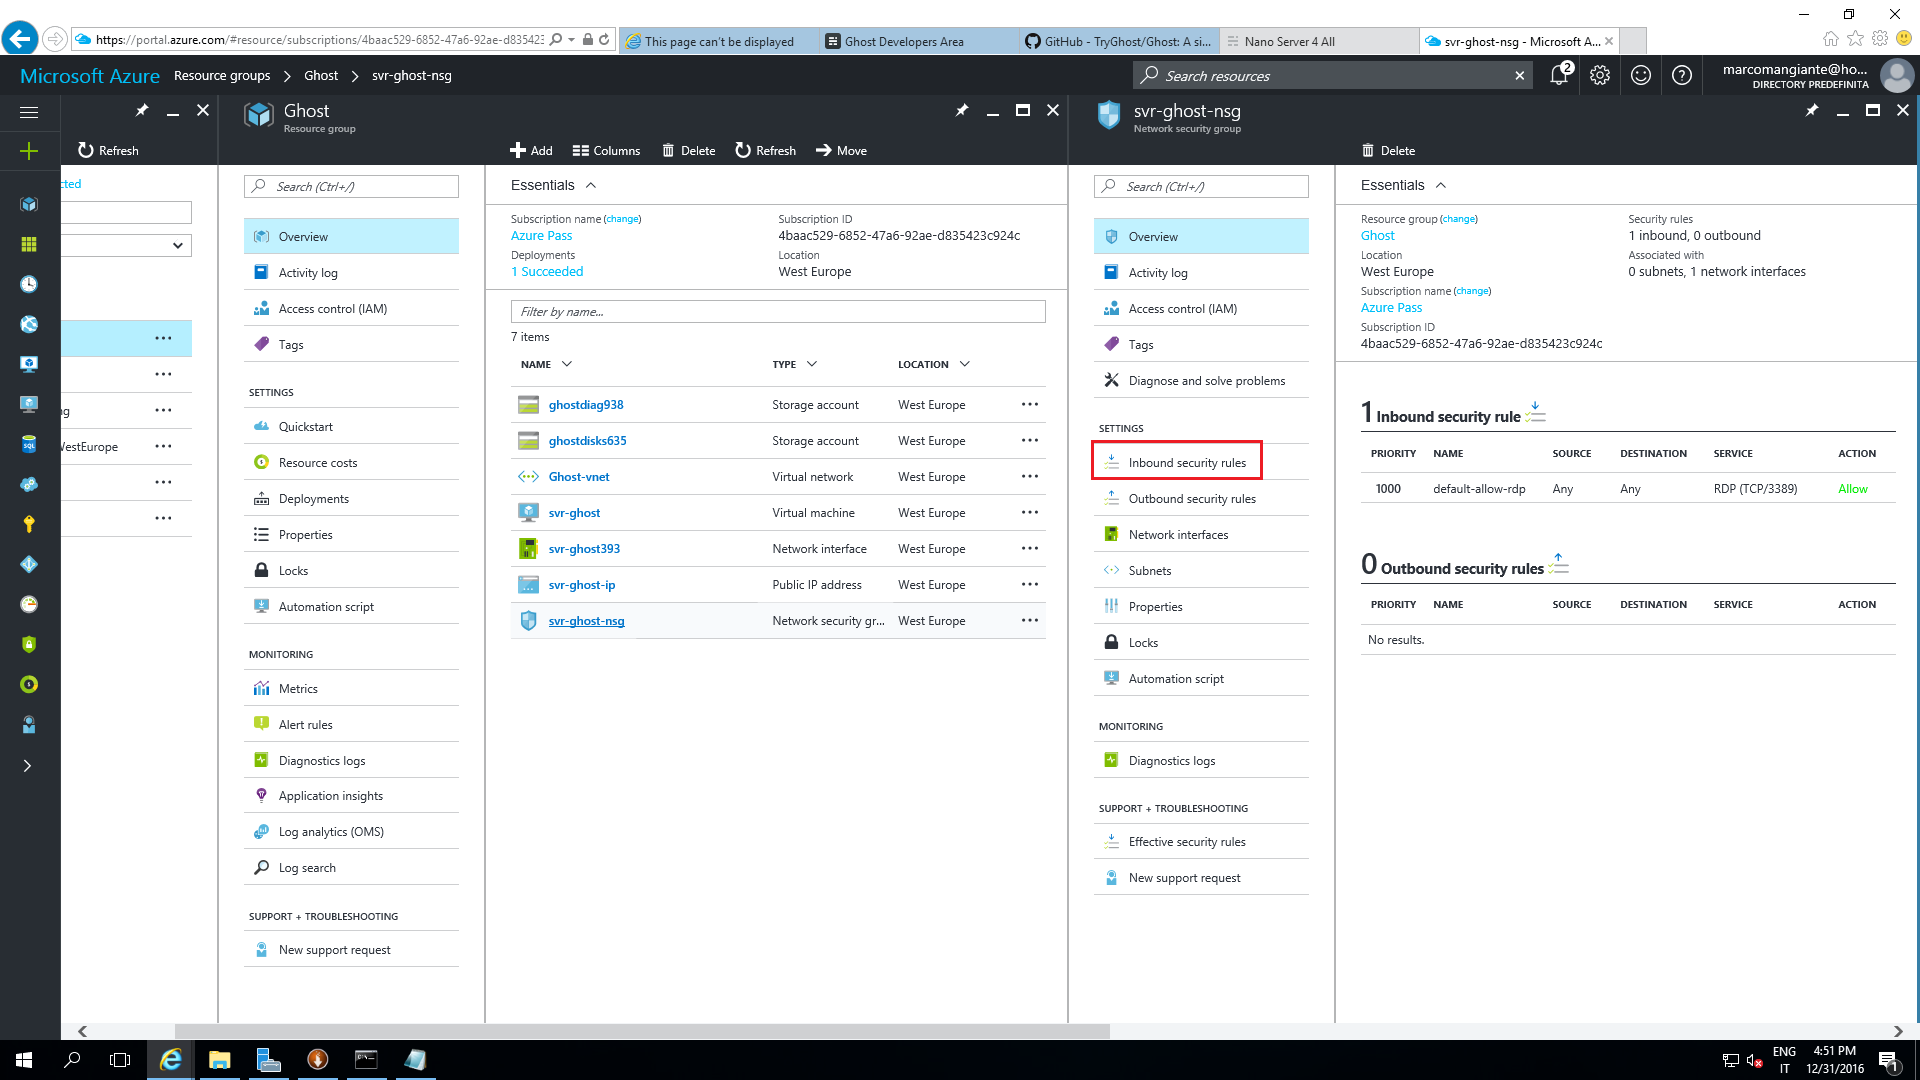 https://portal.azure.com/#resource/subscriptions/4baac529-6852-47a6-92ae-d835423c
This page can't be displayed
Ghost Developers Area
GitHub - TryGhost/Ghost: A si...
Nano Server 4 All
svr-ghost-nsg - Microsoft A...
Microsoft Azure
Resource groups
Ghost
svr-ghost-nsg
Search resources
2
marcomangiante@ho...
DIRECTORY PREDEFINITA
Refresh
cted
ng
WestEurope
Ghost
Resource group
Add
Columns
Delete
Refresh
Move
Search (Ctrl+/)
Overview
Activity log
Access control (IAM)
Tags
SETTINGS
Quickstart
Resource costs
Deployments
Properties
Locks
Automation script
MONITORING
Metrics
Alert rules
Diagnostics logs
Application insights
Log analytics (OMS)
Log search
SUPPORT + TROUBLESHOOTING
New support request
Essentials
Subscription name (change)
Azure Pass
Deployments
1 Succeeded
Subscription ID
4baac529-6852-47a6-92ae-d835423c924c
Location
West Europe
Filter by name...
7 items
NAME TYPE LOCATION
ghostdiag938 Storage account West Europe
ghostdisks635 Storage account West Europe
Ghost-vnet Virtual network West Europe
svr-ghost Virtual machine West Europe
svr-ghost393 Network interface West Europe
svr-ghost-ip Public IP address West Europe
svr-ghost-nsg Network security gr... West Europe
svr-ghost-nsg
Network security group
Delete
Search (Ctrl+/)
Overview
Activity log
Access control (IAM)
Tags
Diagnose and solve problems
SETTINGS
Inbound security rules
Outbound security rules
Network interfaces
Subnets
Properties
Locks
Automation script
MONITORING
Diagnostics logs
SUPPORT + TROUBLESHOOTING
Effective security rules
New support request
Essentials
Resource group (change)
Ghost
Location
West Europe
Subscription name (change)
Azure Pass
Subscription ID
4baac529-6852-47a6-92ae-d835423c924c
Security rules
1 inbound, 0 outbound
Associated with
0 subnets, 1 network interfaces
1 Inbound security rule
PRIORITY NAME SOURCE DESTINATION SERVICE ACTION
1000 default-allow-rdp Any Any RDP (TCP/3389) Allow
0 Outbound security rules
PRIORITY NAME SOURCE DESTINATION SERVICE ACTION
No results.
ENG
IT
4:51 PM
12/31/2016
1